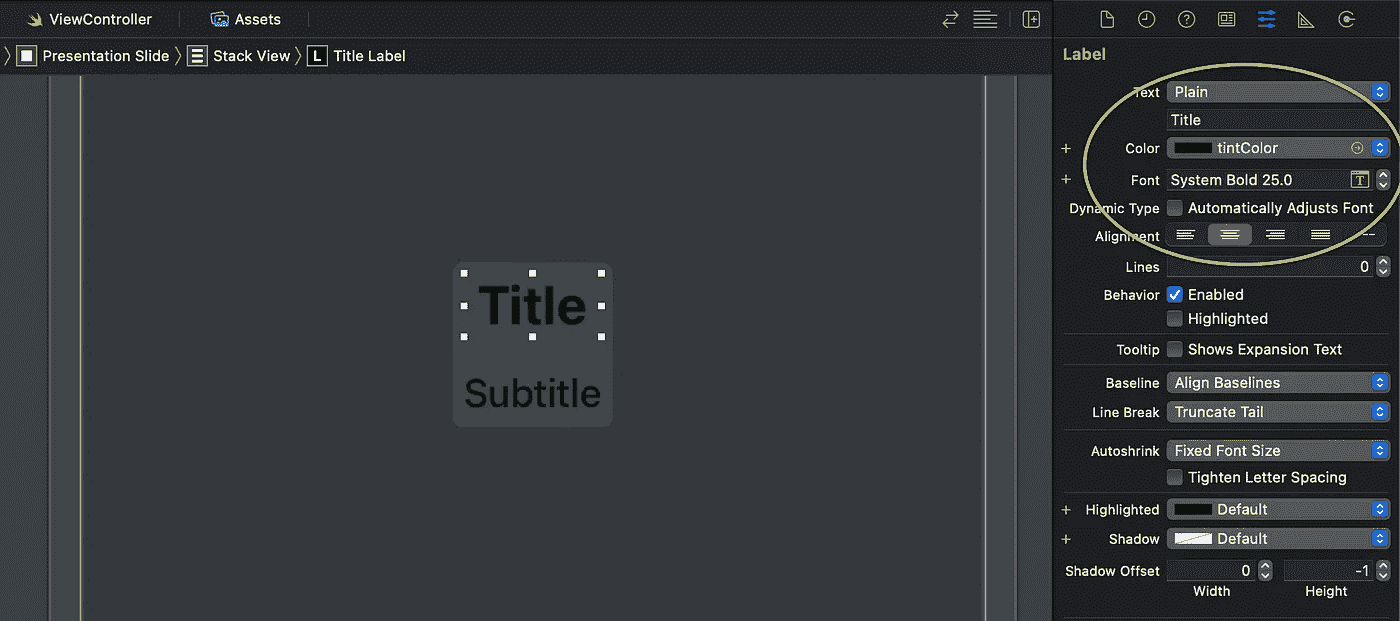 ViewController Assets
Presentation Slide Stack View L Title Label
Label
Text Plain
Title
Color tintColor
Font System Bold 25.0 T
Dynamic Type Automatically Adjusts Font
Alignment
Lines 0
Behavior Enabled
Highlighted
Tooltip Shows Expansion Text
Baseline Align Baselines
Line Break Truncate Tail
Autoshrink Fixed Font Size
Tighten Letter Spacing
Highlighted Default
Shadow Default
Shadow Offset 0 -1
Width Height
Title
Subtitle